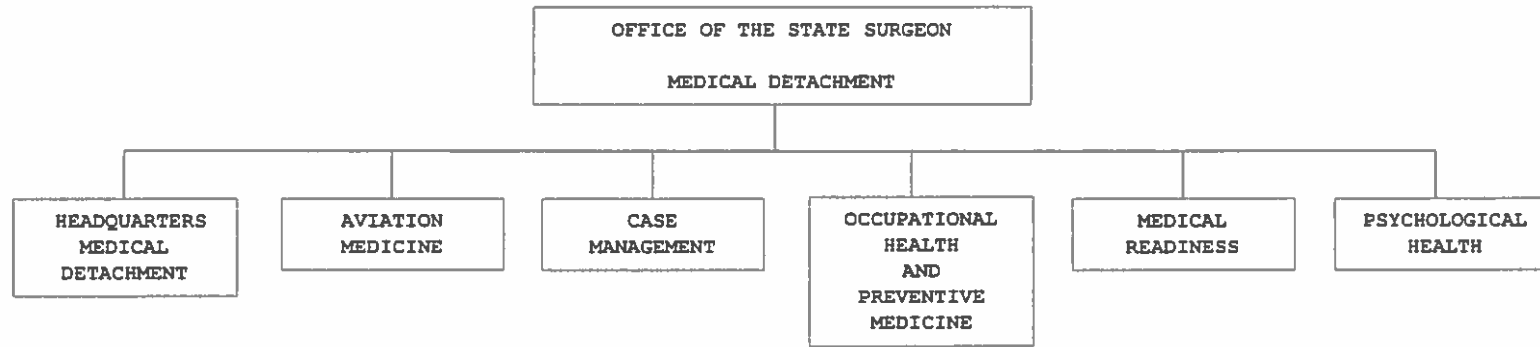 OFFICE OF THE STATE SURGEON
MEDICAL DETACHMENT
HEADQUARTERS
MEDICAL
DETACHMENT
AVIATION
MEDICINE
CASE
MANAGEMENT
OCCUPATIONAL
HEALTH
AND
PREVENTIVE
MEDICINE
MEDICAL
READINESS
PSYCHOLOGICAL
HEALTH